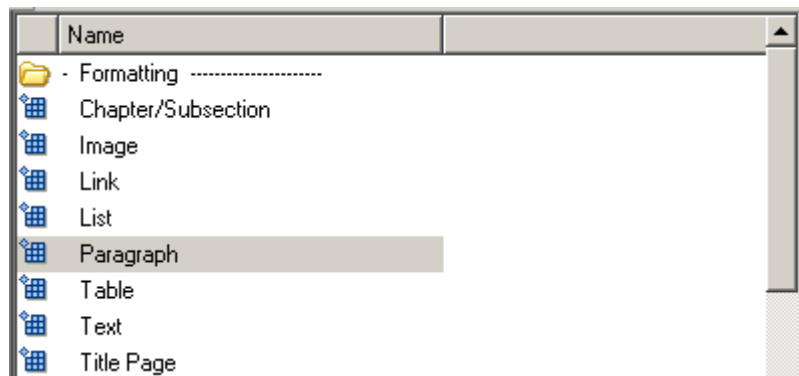 Name
- Formatting ----------------------
Chapter/Subsection
Image
Link
List
Paragraph
Table
Text
Title Page